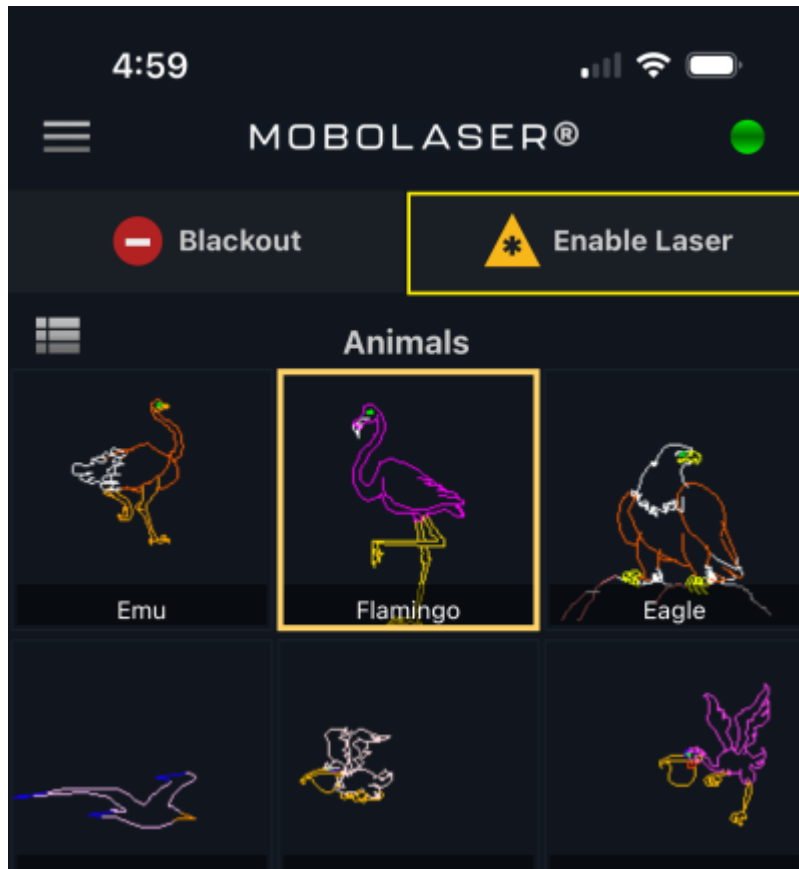 4:59
MOBOLASER®
Blackout
Enable Laser
Animals
Emu
Flamingo
Eagle